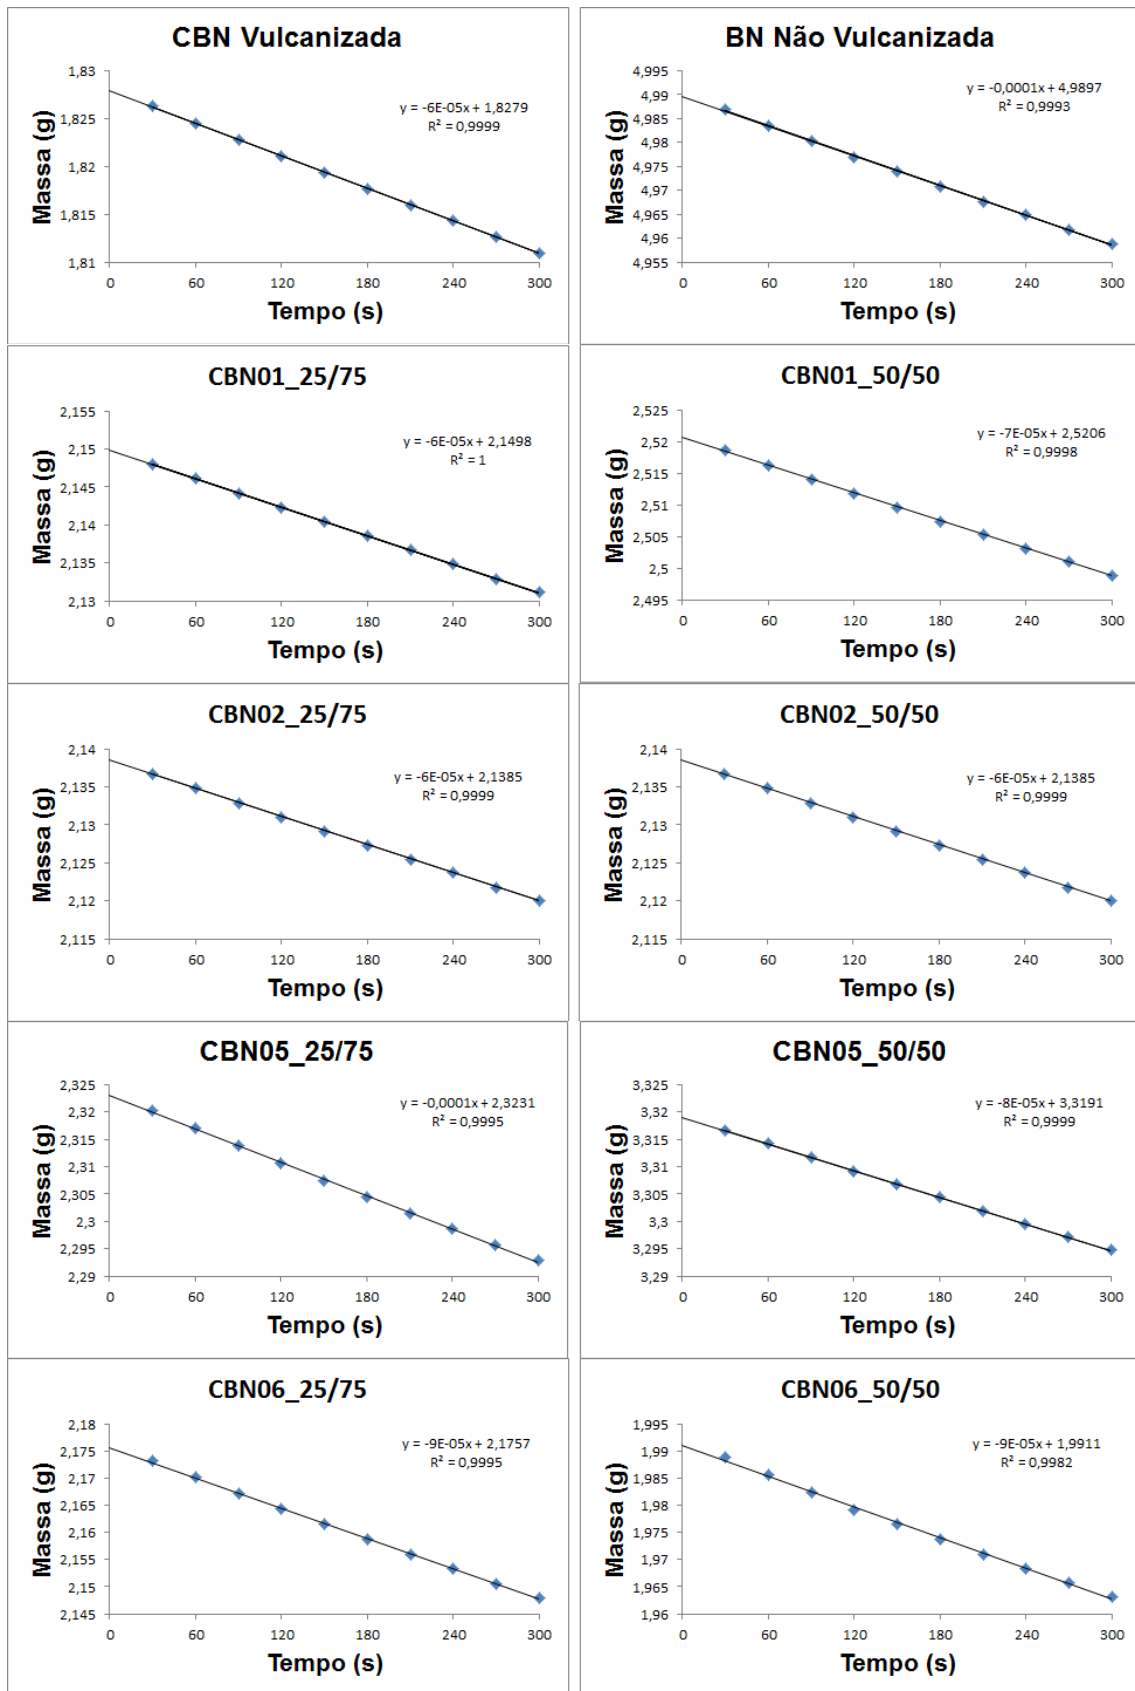 CBN Vulcanizada
1,83
1,825
1,82
1,815
1,81
Massa (g)
y = -6E-05x + 1,8279
R² = 0,9999
0 60 120 180 240 300
Tempo (s)
BN Não Vulcanizada
4,995
4,99
4,985
4,98
4,975
4,97
4,965
4,96
4,955
Massa (g)
y = -0,0001x + 4,9897
R² = 0,9993
0 60 120 180 240 300
Tempo (s)
CBN01_25/75
2,155
2,15
2,145
2,14
2,135
2,13
Massa (g)
y = -6E-05x + 2,1498
R² = 1
0 60 120 180 240 300
Tempo (s)
CBN01_50/50
2,525
2,52
2,515
2,51
2,505
2,5
2,495
Massa (g)
y = -7E-05x + 2,5206
R² = 0,9998
0 60 120 180 240 300
Tempo (s)
CBN02_25/75
2,14
2,135
2,13
2,125
2,12
2,115
Massa (g)
y = -6E-05x + 2,1385
R² = 0,9999
0 60 120 180 240 300
Tempo (s)
CBN02_50/50
2,14
2,135
2,13
2,125
2,12
2,115
Massa (g)
y = -6E-05x + 2,1385
R² = 0,9999
0 60 120 180 240 300
Tempo (s)
CBN05_25/75
2,325
2,32
2,315
2,31
2,305
2,3
2,295
2,29
Massa (g)
y = -0,0001x + 2,3231
R² = 0,9995
0 60 120 180 240 300
Tempo (s)
CBN05_50/50
3,325
3,32
3,315
3,31
3,305
3,3
3,295
3,29
Massa (g)
y = -8E-05x + 3,3191
R² = 0,9999
0 60 120 180 240 300
Tempo (s)
CBN06_25/75
2,18
2,175
2,17
2,165
2,16
2,155
2,15
2,145
Massa (g)
y = -9E-05x + 2,1757
R² = 0,9995
0 60 120 180 240 300
Tempo (s)
CBN06_50/50
1,995
1,99
1,985
1,98
1,975
1,97
1,965
1,96
Massa (g)
y = -9E-05x + 1,9911
R² = 0,9982
0 60 120 180 240 300
Tempo (s)